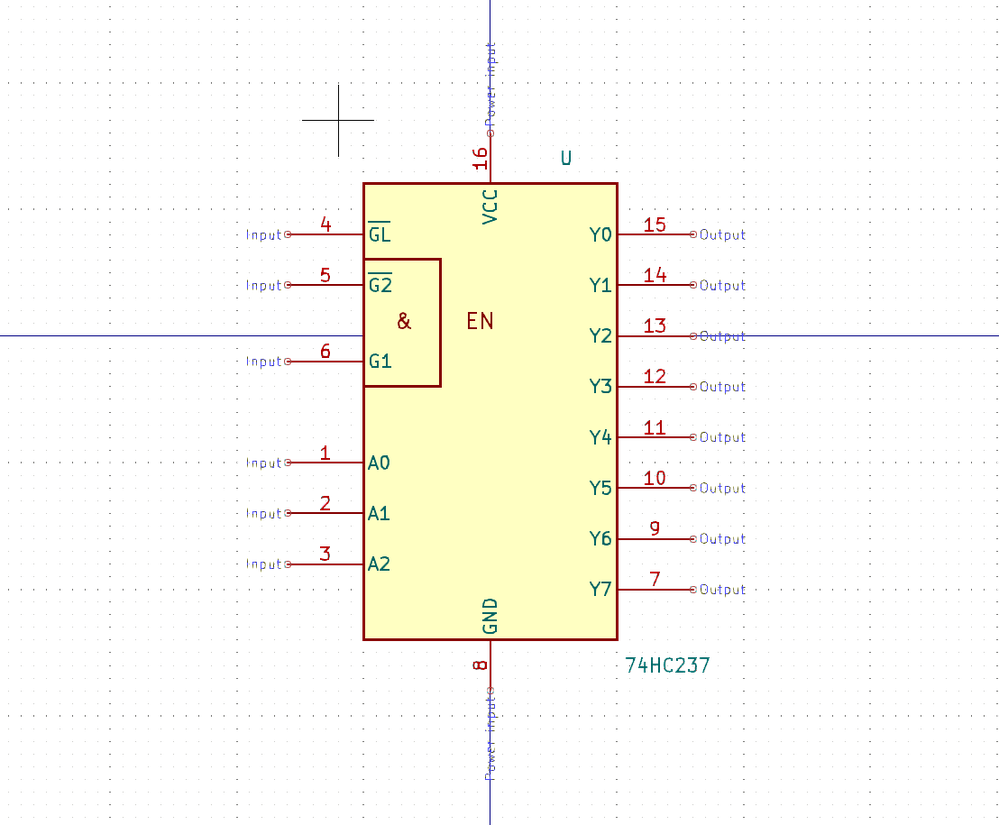 Power input
16
U
VCC
Input 4 GL Y0 15 Output
Input 5 G2 Y1 14 Output
& EN
Y2 13 Output
Input 6 G1
Y3 12 Output
Y4 11 Output
Input 1 A0
Y5 10 Output
Input 2 A1
Y6 9 Output
Input 3 A2
Y7 7 Output
GND
8
74HC237
Power input